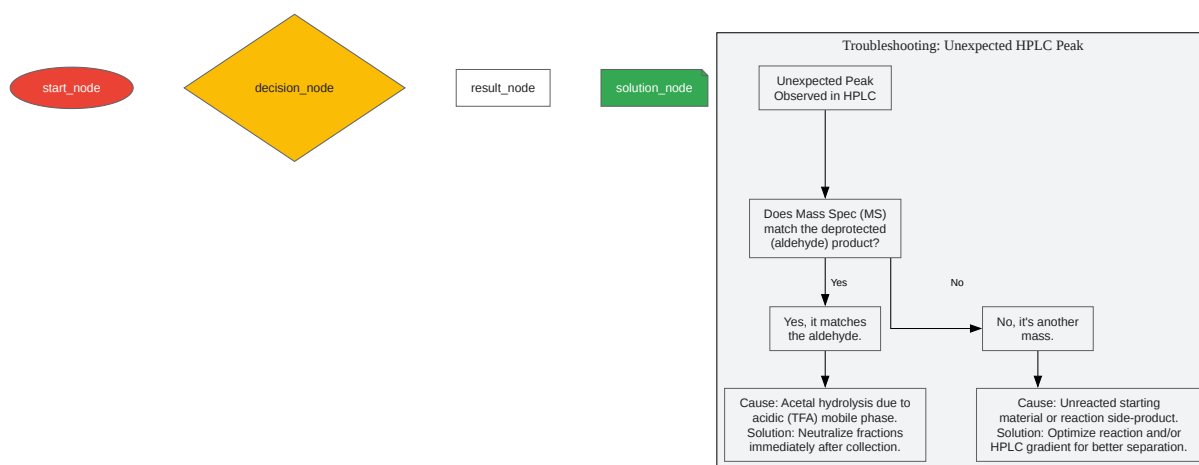 start_node
decision_node
result_node
solution_node
Troubleshooting: Unexpected HPLC Peak
Unexpected Peak
Observed in HPLC
Does Mass Spec (MS)
match the deprotected
(aldehyde) product?
Yes
No
Yes, it matches
the aldehyde.
No, it's another
mass.
Cause: Acetal hydrolysis due to
acidic (TFA) mobile phase.
Solution: Neutralize fractions
immediately after collection.
Cause: Unreacted starting
material or reaction side-product.
Solution: Optimize reaction and/or
HPLC gradient for better separation.